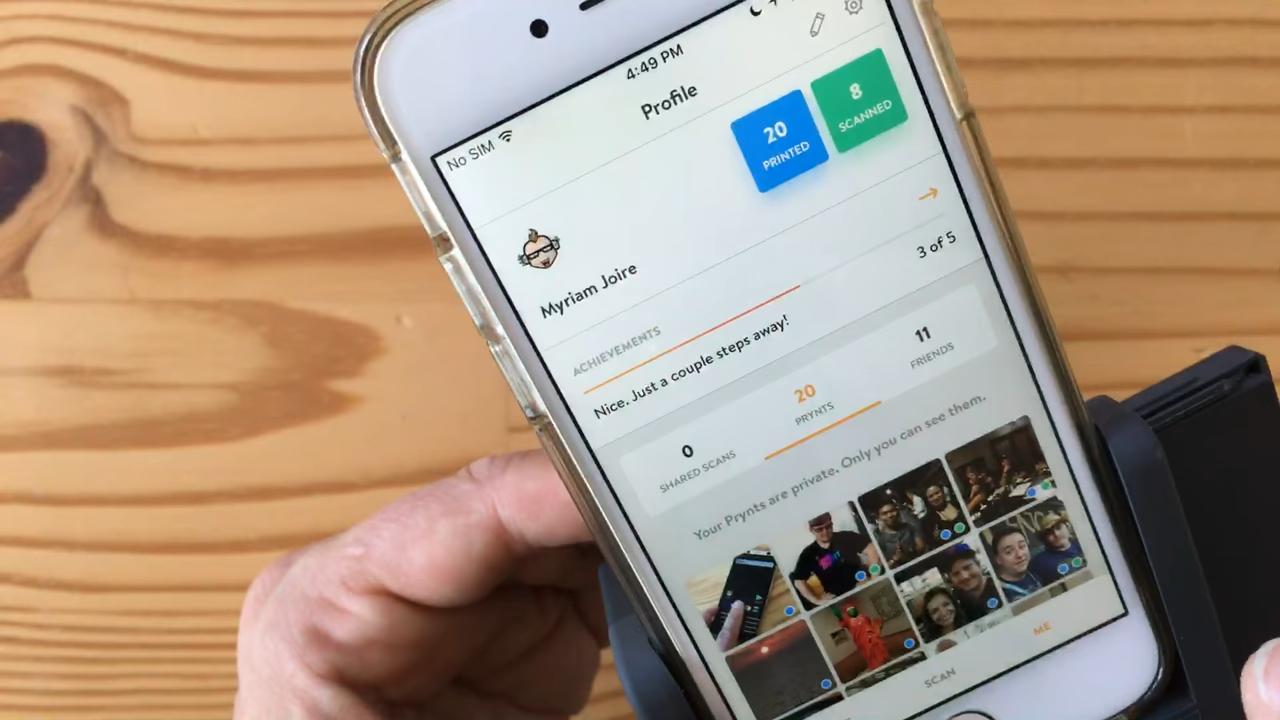 4:49 PM
No SIM
Profile
20
PRINTED
8
SCANNED
Myriam Joire
ACHIEVEMENTS
3 of 5
Nice. Just a couple steps away!
0
SHARED SCANS
20
PRYNTS
11
FRIENDS
Your Prynts are private. Only you can see them.
SCAN
ME